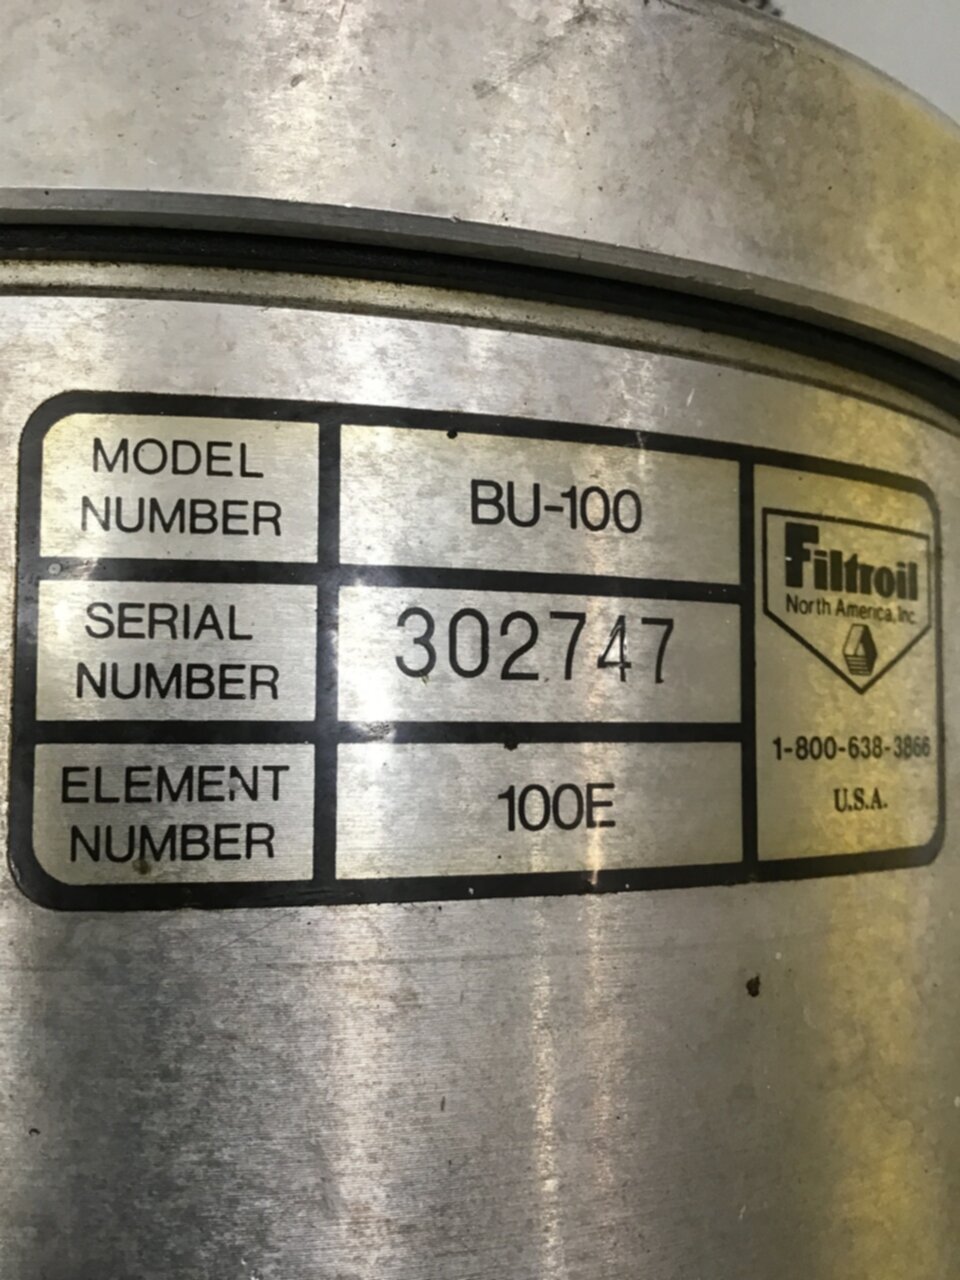 MODEL
NUMBER
BU-100
SERIAL
NUMBER
302747
ELEMENT
NUMBER
100E
Filtroil
North America, Inc.
1-800-638-3866
U.S.A.